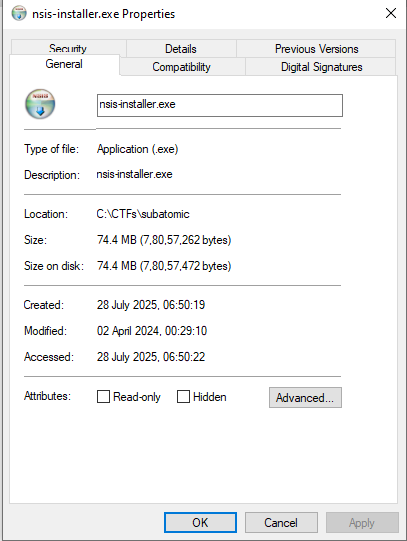 nsis-installer.exe Properties
Security Details Previous Versions
General Compatibility Digital Signatures
nsis-installer.exe
Type of file: Application (.exe)
Description: nsis-installer.exe
Location: C:\CTFs\subatomic
Size: 74.4 MB (7,80,57,262 bytes)
Size on disk: 74.4 MB (7,80,57,472 bytes)
Created: 28 July 2025, 06:50:19
Modified: 02 April 2024, 00:29:10
Accessed: 28 July 2025, 06:50:22
Attributes: Read-only Hidden Advanced...
OK Cancel Apply